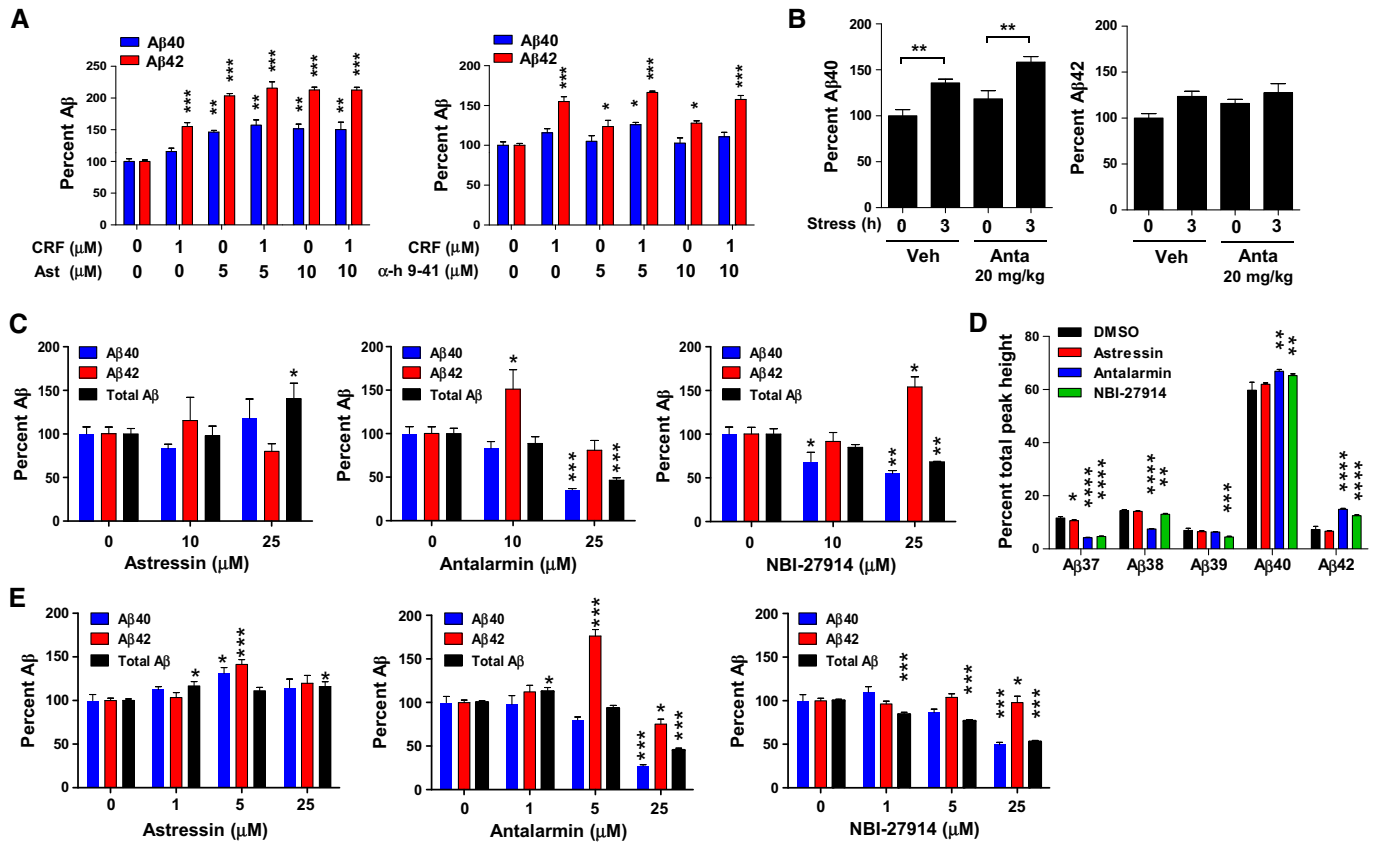 A
Aβ40
Aβ42
Percent Aβ
250
200
150
100
50
0
*** ** *** ** *** ** *** ** ***
CRF (μM) 0 1 0 1 0 1
Ast (μM) 0 0 5 5 10 10
Aβ40
Aβ42
Percent Aβ
200
150
100
50
0
*** * * *** * ***
CRF (μM) 0 1 0 1 0 1
α-h 9-41 (μM) 0 0 5 5 10 10
B
Percent Aβ40
200
150
100
50
0
** **
Stress (h) 0 3 0 3
Veh Anta
20 mg/kg
Percent Aβ42
200
150
100
50
0
0 3 0 3
Veh Anta
20 mg/kg
C
Aβ40
Aβ42
Total Aβ
Percent Aβ
200
150
100
50
0
*
0 10 25
Astressin (μM)
Aβ40
Aβ42
Total Aβ
Percent Aβ
200
150
100
50
0
* *** ***
0 10 25
Antalarmin (μM)
Aβ40
Aβ42
Total Aβ
Percent Aβ
200
150
100
50
0
* ** * **
0 10 25
NBI-27914 (μM)
D
DMSO
Astressin
Antalarmin
NBI-27914
Percent total peak height
80
60
40
20
0
* **** **** **** ** *** ** ** **** ****
Aβ37 Aβ38 Aβ39 Aβ40 Aβ42
E
Aβ40
Aβ42
Total Aβ
Percent Aβ
200
150
100
50
0
* * *** *
0 1 5 25
Astressin (μM)
Aβ40
Aβ42
Total Aβ
Percent Aβ
200
150
100
50
0
* *** *** * ***
0 1 5 25
Antalarmin (μM)
Aβ40
Aβ42
Total Aβ
Percent Aβ
200
150
100
50
0
*** *** *** * ***
0 1 5 25
NBI-27914 (μM)